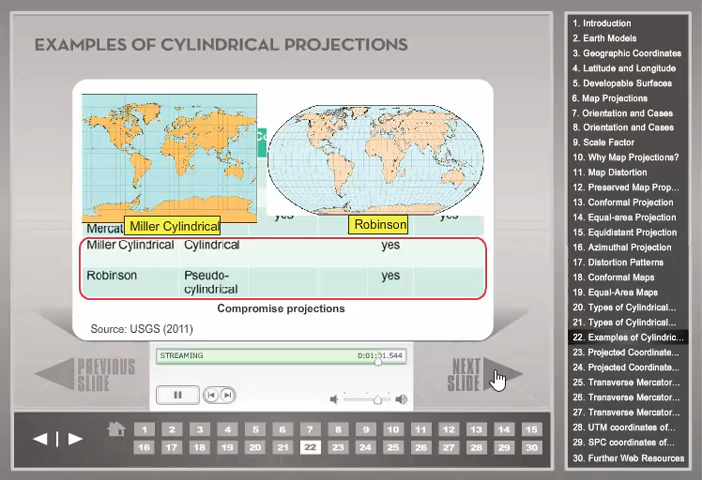 EXAMPLES OF CYLINDRICAL PROJECTIONS
yes
yes
Mercat
Miller Cylindrical
Robinson
Miller Cylindrical Cylindrical yes
Robinson Pseudo-
cylindrical yes
Compromise projections
Source: USGS (2011)
STREAMING 0:01:01.544
PREVIOUS
SLIDE
NEXT
SLIDE
1 2 3 4 5 6 7 8 9 10 11 12 13 14 15
16 17 18 19 20 21 22 23 24 25 26 27 28 29 30
1. Introduction
2. Earth Models
3. Geographic Coordinates
4. Latitude and Longitude
5. Developable Surfaces
6. Map Projections
7. Orientation and Cases
8. Orientation and Cases
9. Scale Factor
10. Why Map Projections?
11. Map Distortion
12. Preserved Map Prop...
13. Conformal Projection
14. Equal-area Projection
15. Equidistant Projection
16. Azimuthal Projection
17. Distortion Patterns
18. Conformal Maps
19. Equal-Area Maps
20. Types of Cylindrical...
21. Types of Cylindrical...
22. Examples of Cylindric...
23. Projected Coordinate...
24. Projected Coordinate...
25. Transverse Mercator...
26. Transverse Mercator...
27. Transverse Mercator...
28. UTM coordinates of...
29. SPC coordinates of...
30. Further Web Resources